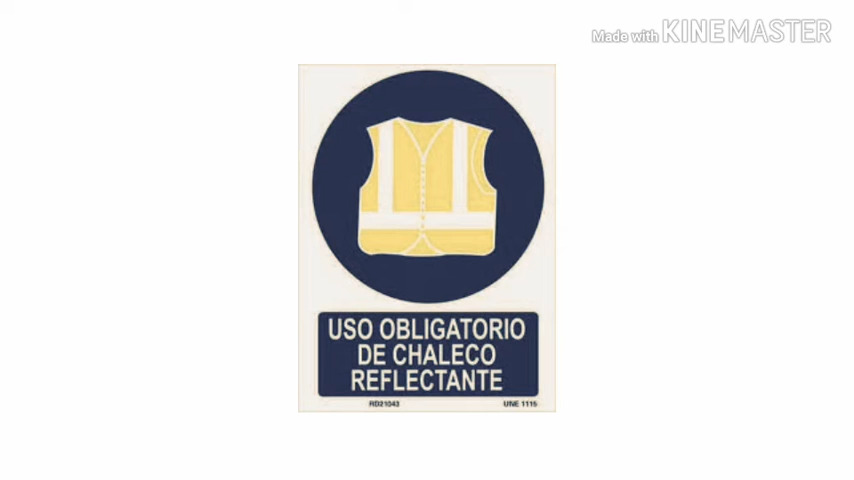 Made with KINEMASTER
USO OBLIGATORIO
DE CHALECO
REFLECTANTE
RD21043 UNE 1115